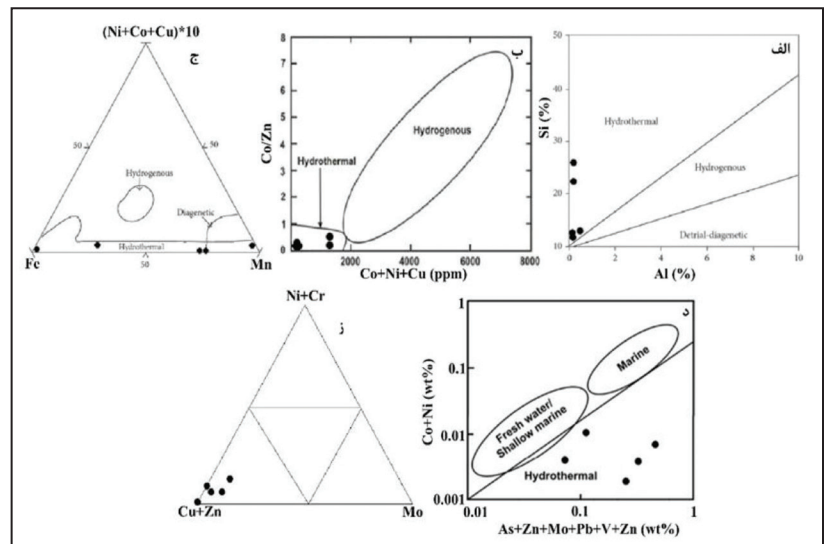 (Ni+Co+Cu)*10
ج
50
50
Hydrogenous
Diagenetic
Hydrothermal
Fe
50
Mn
ب
8
7
6
5
4
3
2
1
0
Co/Zn
Hydrogenous
Hydrothermal
2000
4000
6000
8000
Co+Ni+Cu (ppm)
الف
50
40
30
20
10
Si (%)
Hydrothermal
Hydrogenous
Detrial-diagenetic
0
2
4
6
8
10
Al (%)
Ni+Cr
ز
Cu+Zn
Mo
د
1
0.1
0.01
0.001
Co+Ni (wt%)
Marine
Fresh water/
Shallow marine
Hydrothermal
0.01
0.1
1
As+Zn+Mo+Pb+V+Zn (wt%)